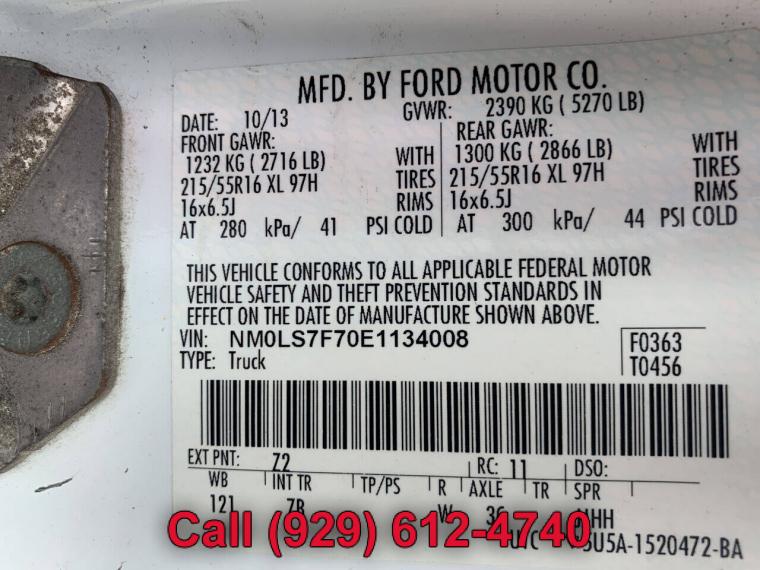 MFD. BY FORD MOTOR CO.
DATE: 10/13 GVWR: 2390 KG ( 5270 LB)
FRONT GAWR: REAR GAWR:
1232 KG ( 2716 LB) WITH 1300 KG ( 2866 LB) WITH
215/55R16 XL 97H TIRES 215/55R16 XL 97H TIRES
16x6.5J RIMS 16x6.5J RIMS
AT 280 kPa/ 41 PSI COLD AT 300 kPa/ 44 PSI COLD
THIS VEHICLE CONFORMS TO ALL APPLICABLE FEDERAL MOTOR
VEHICLE SAFETY AND THEFT PREVENTION STANDARDS IN
EFFECT ON THE DATE OF MANUFACTURE SHOWN ABOVE.
VIN: NM0LS7F70E1134008 F0363
TYPE: Truck T0456
EXT PNT: Z2 RC: 11 DSO:
WB INT TR TP/PS R AXLE TR SPR
121
Call (929) 612-4740